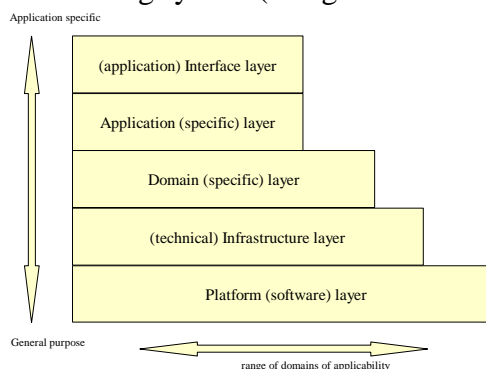 Application specific
(application) Interface layer
Application (specific) layer
Domain (specific) layer
(technical) Infrastructure layer
Platform (software) layer
General purpose
range of domains of applicability